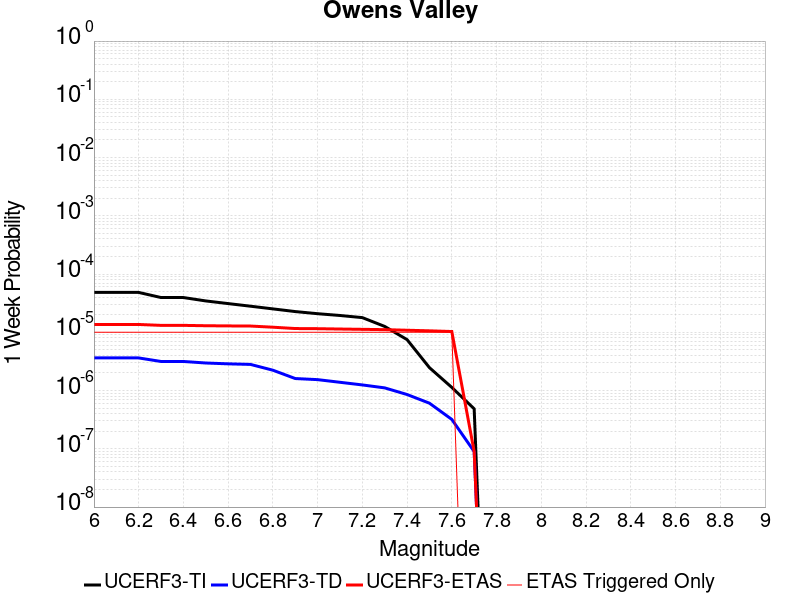 Owens Valley
1 Week Probability
10^0
10^-1
10^-2
10^-3
10^-4
10^-5
10^-6
10^-7
10^-8
6 6.2 6.4 6.6 6.8 7 7.2 7.4 7.6 7.8 8 8.2 8.4 8.6 8.8 9
Magnitude
UCERF3-TI UCERF3-TD UCERF3-ETAS ETAS Triggered Only